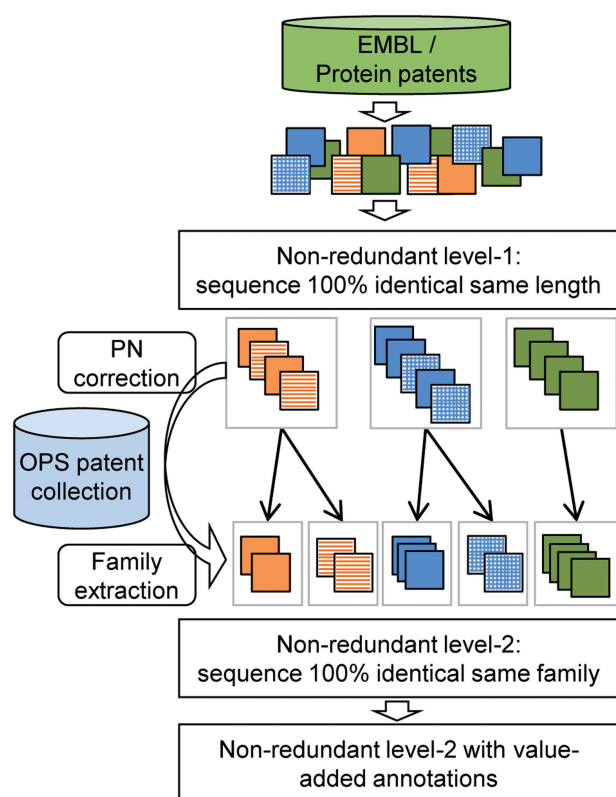 EMBL /
Protein patents
Non-redundant level-1:
sequence 100% identical same length
PN
correction
OPS patent
collection
Family
extraction
Non-redundant level-2:
sequence 100% identical same family
Non-redundant level-2 with value-
added annotations